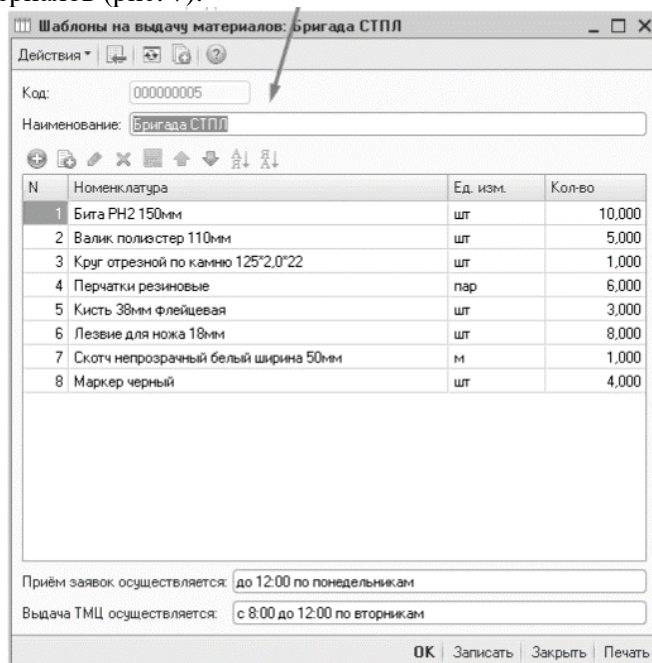 (рис. 7).
Шаблоны на выдачу материалов: Бригада СТПЛ
Действия
Код: 000000005
Наименование: Бригада СТПЛ
N Номенклатура Ед. изм. Кол-во
1 Бита PH2 150мм шт 10,000
2 Валик полиэстер 110мм шт 5,000
3 Круг отрезной по камню 125*2,0*22 шт 1,000
4 Перчатки резиновые пар 6,000
5 Кисть 38мм флейцевая шт 3,000
6 Лезвие для ножа 18мм шт 8,000
7 Скотч непрозрачный белый ширина 50мм м 1,000
8 Маркер черный шт 4,000
Приём заявок осуществляется: до 12:00 по понедельникам
Выдача ТМЦ осуществляется: с 8:00 до 12:00 по вторникам
OK Записать Закрыть Печать